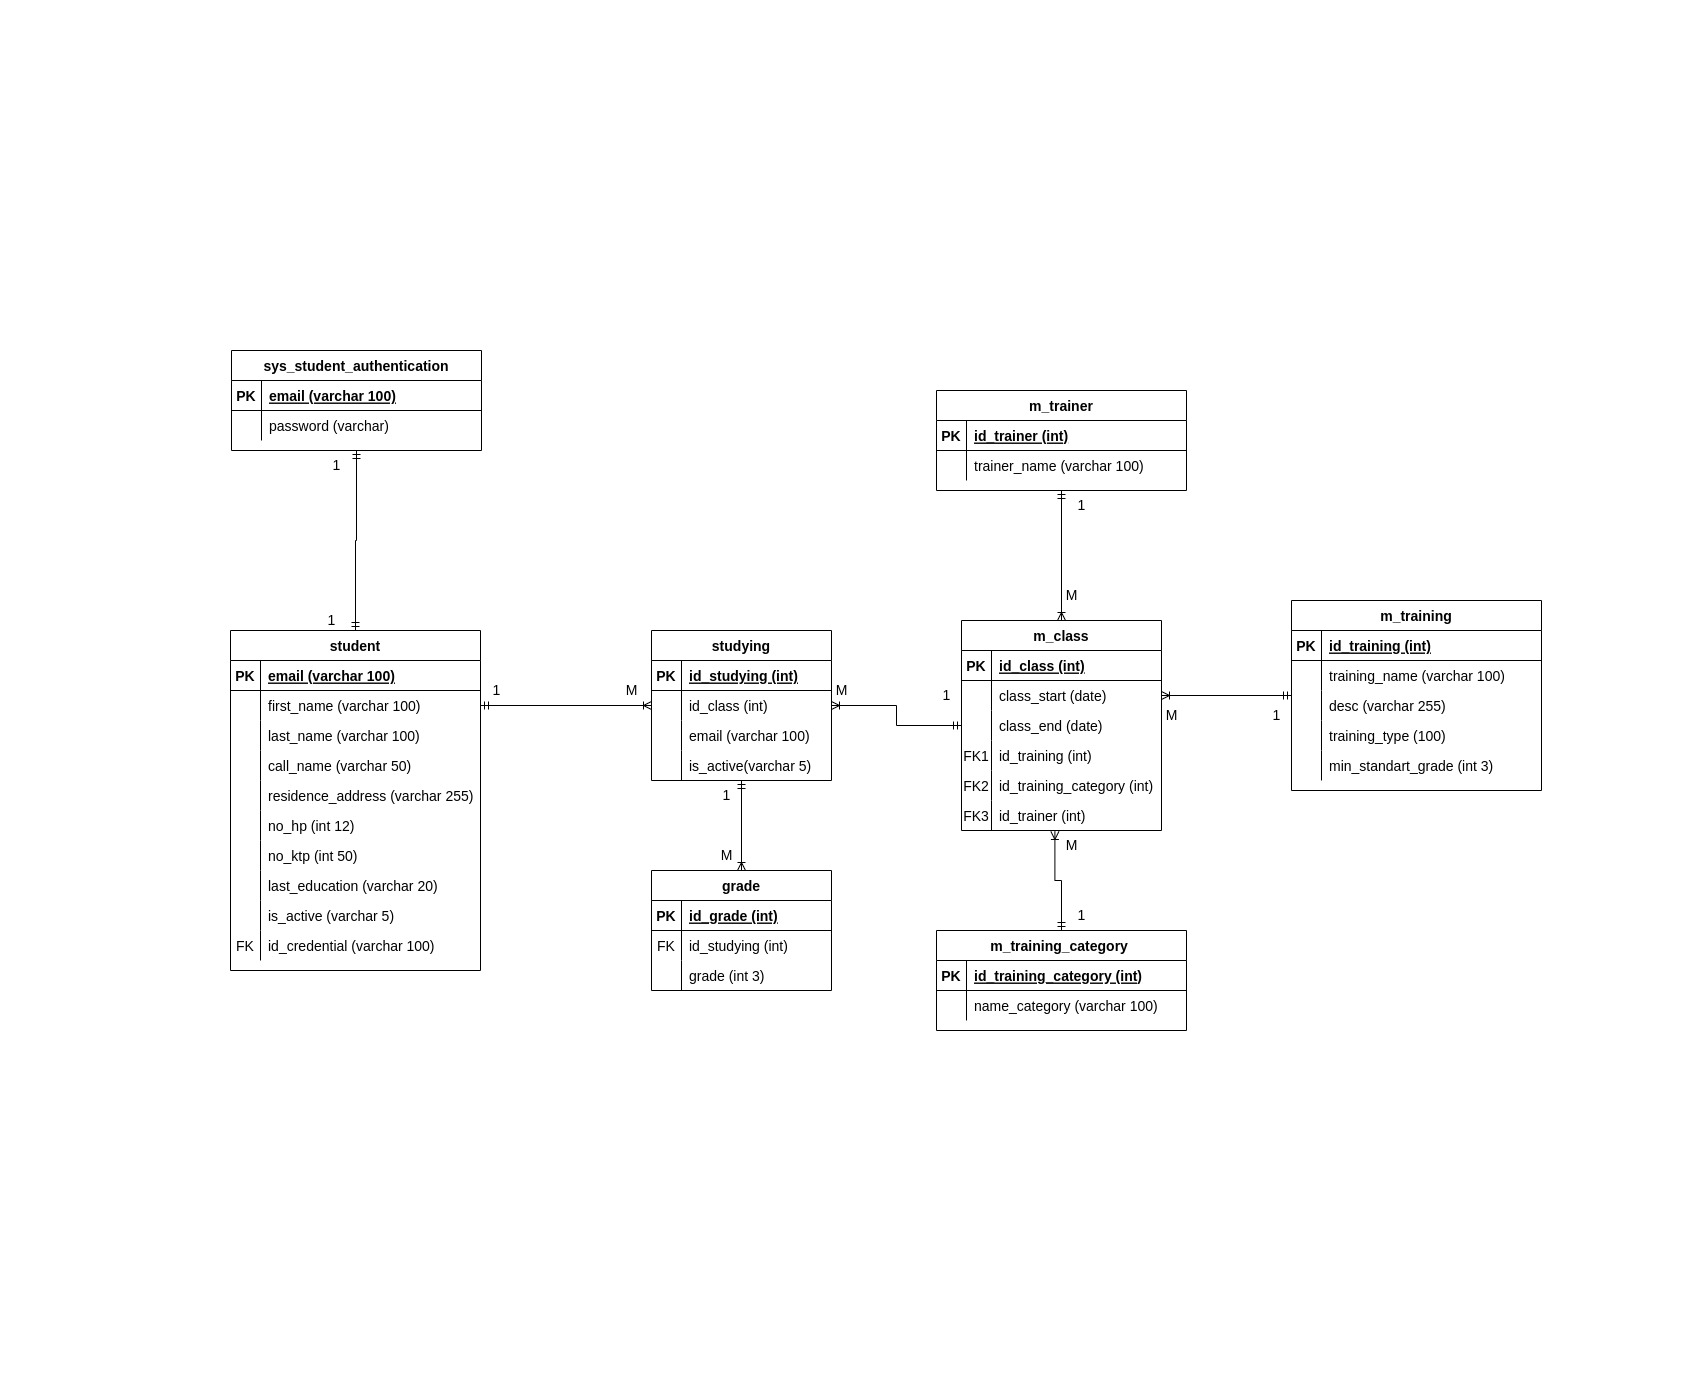 sys_student_authentication
PK email (varchar 100)
password (varchar)
1
1
student
PK email (varchar 100)
first_name (varchar 100)
last_name (varchar 100)
call_name (varchar 50)
residence_address (varchar 255)
no_hp (int 12)
no_ktp (int 50)
last_education (varchar 20)
is_active (varchar 5)
FK id_credential (varchar 100)
1
M
studying
PK id_studying (int)
id_class (int)
email (varchar 100)
is_active(varchar 5)
1
M
grade
PK id_grade (int)
FK id_studying (int)
grade (int 3)
M
1
m_trainer
PK id_trainer (int)
trainer_name (varchar 100)
1
M
m_class
PK id_class (int)
class_start (date)
class_end (date)
FK1 id_training (int)
FK2 id_training_category (int)
FK3 id_trainer (int)
M
1
m_training_category
PK id_training_category (int)
name_category (varchar 100)
M
1
m_training
PK id_training (int)
training_name (varchar 100)
desc (varchar 255)
training_type (100)
min_standart_grade (int 3)